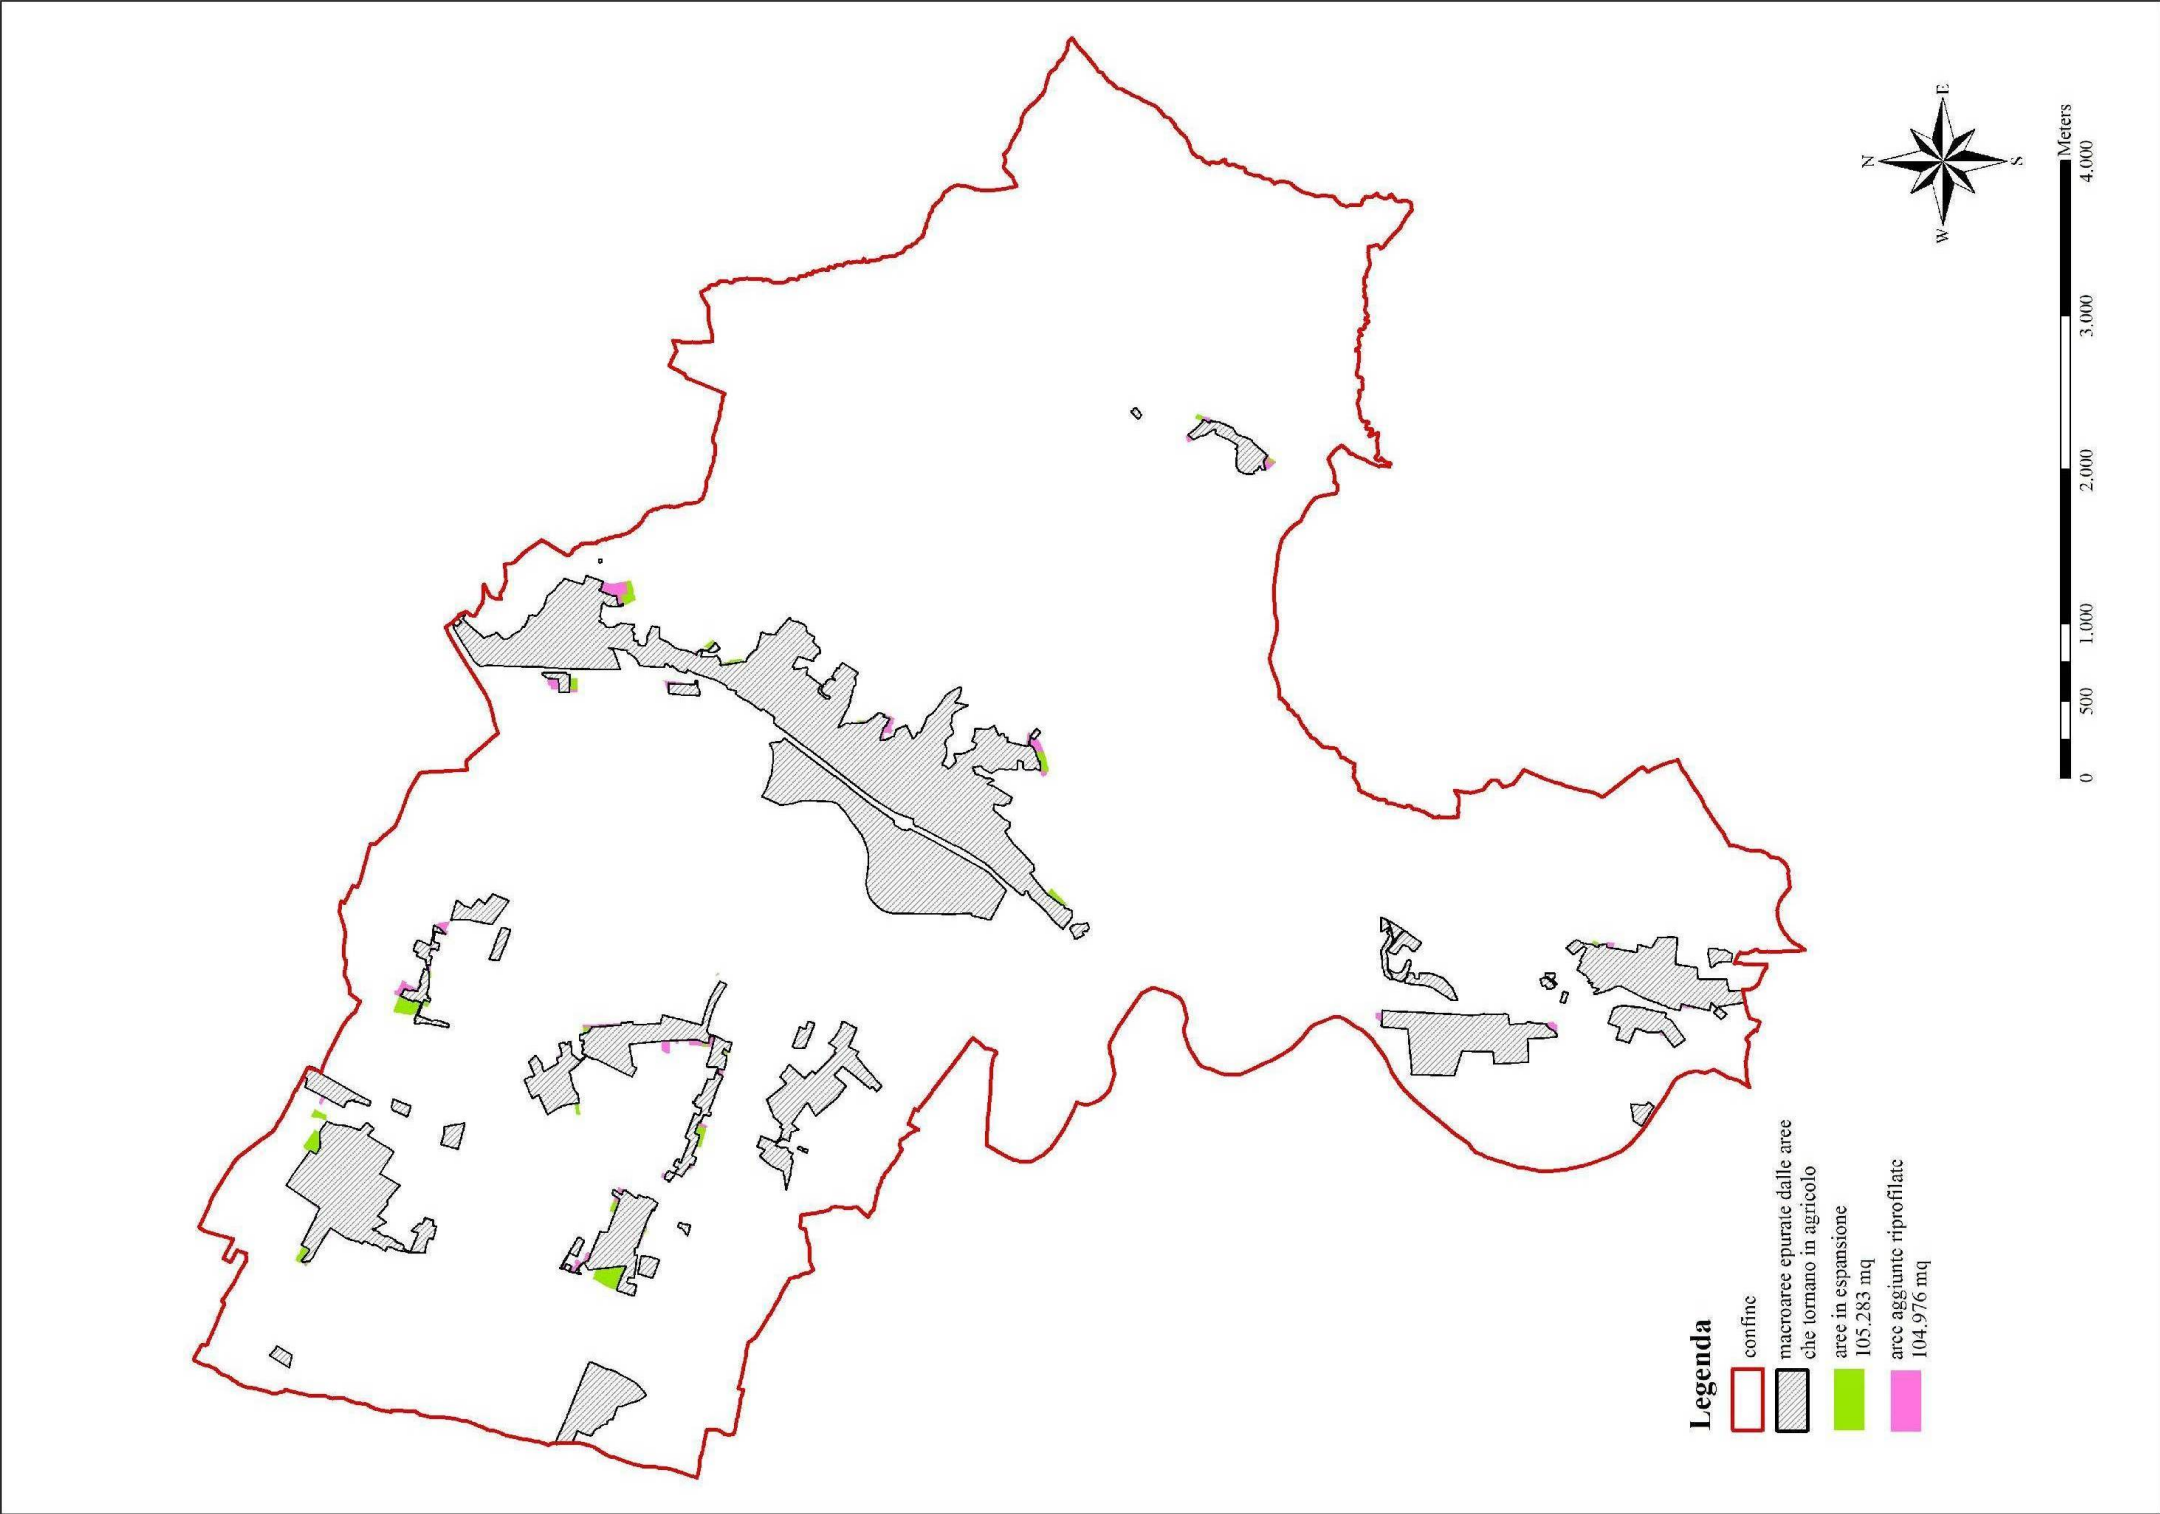 Legenda
confine
macroaree epurate dalle aree
che tornano in agricolo
aree in espansione
105.283 mq
aree aggiunte riprofilate
104.976 mq
0 500 1.000 2.000 3.000 4.000
Meters
N
W
E
S